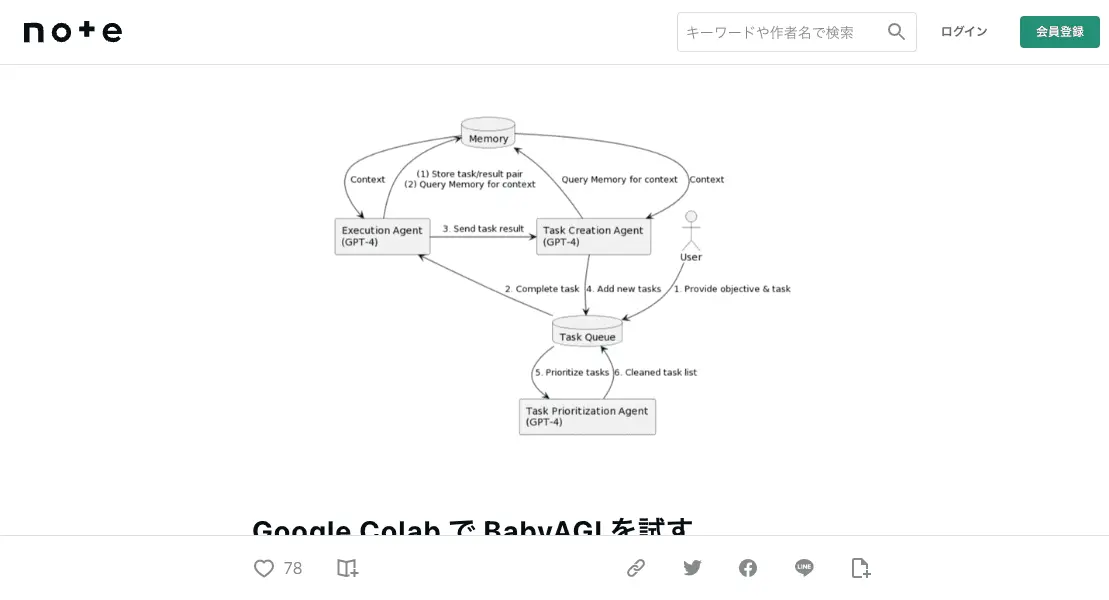 note
キーワードや作者名で検索
ログイン
会員登録
Memory
Context
(1) Store task/result pair
(2) Query Memory for context
Query Memory for context
Context
Execution Agent
(GPT-4)
3. Send task result
Task Creation Agent
(GPT-4)
User
2. Complete task
4. Add new tasks
1. Provide objective & task
Task Queue
5. Prioritize tasks
6. Cleaned task list
Task Prioritization Agent
(GPT-4)
Google Colab で BabyAGI を試す
78
LINE